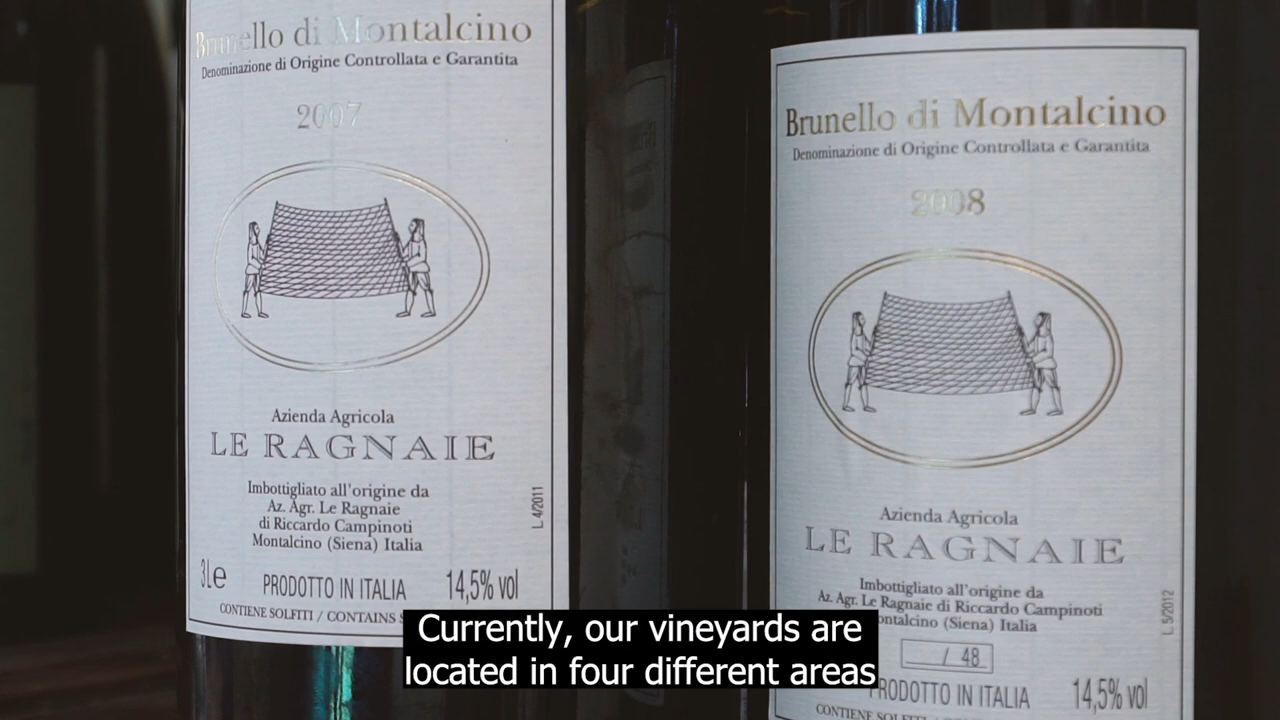 Brunello di Montalcino
Denominazione di Origine Controllata e Garantita
2007
Azienda Agricola
LE RAGNAIE
Imbottigliato all'origine da
Az. Agr. Le Ragnaie
di Riccardo Campinoti
Montalcino (Siena) Italia
L 4/2011
3Le
PRODOTTO IN ITALIA
14,5% vol
CONTIENE SOLFITI / CONTAINS
Brunello di Montalcino
Denominazione di Origine Controllata e Garantita
2008
Azienda Agricola
LE RAGNAIE
Imbottigliato all'origine da
Az. Agr. Le Ragnaie di Riccardo Campinoti
(Siena) Italia
L 5/2012
/ 48
PRODOTTO IN ITALIA
14,5% vol
CONTIENE
Currently, our vineyards are
located in four different areas